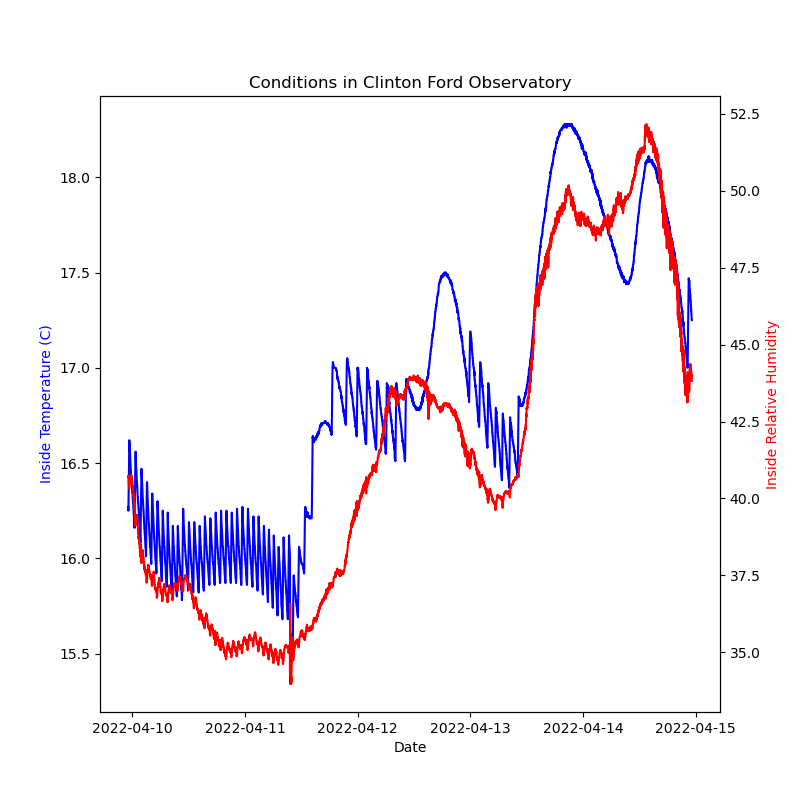 Conditions in Clinton Ford Observatory
Inside Temperature (C)
18.0
17.5
17.0
16.5
16.0
15.5
52.5
50.0
47.5
45.0
42.5
40.0
37.5
35.0
Inside Relative Humidity
2022-04-10 2022-04-11 2022-04-12 2022-04-13 2022-04-14 2022-04-15
Date